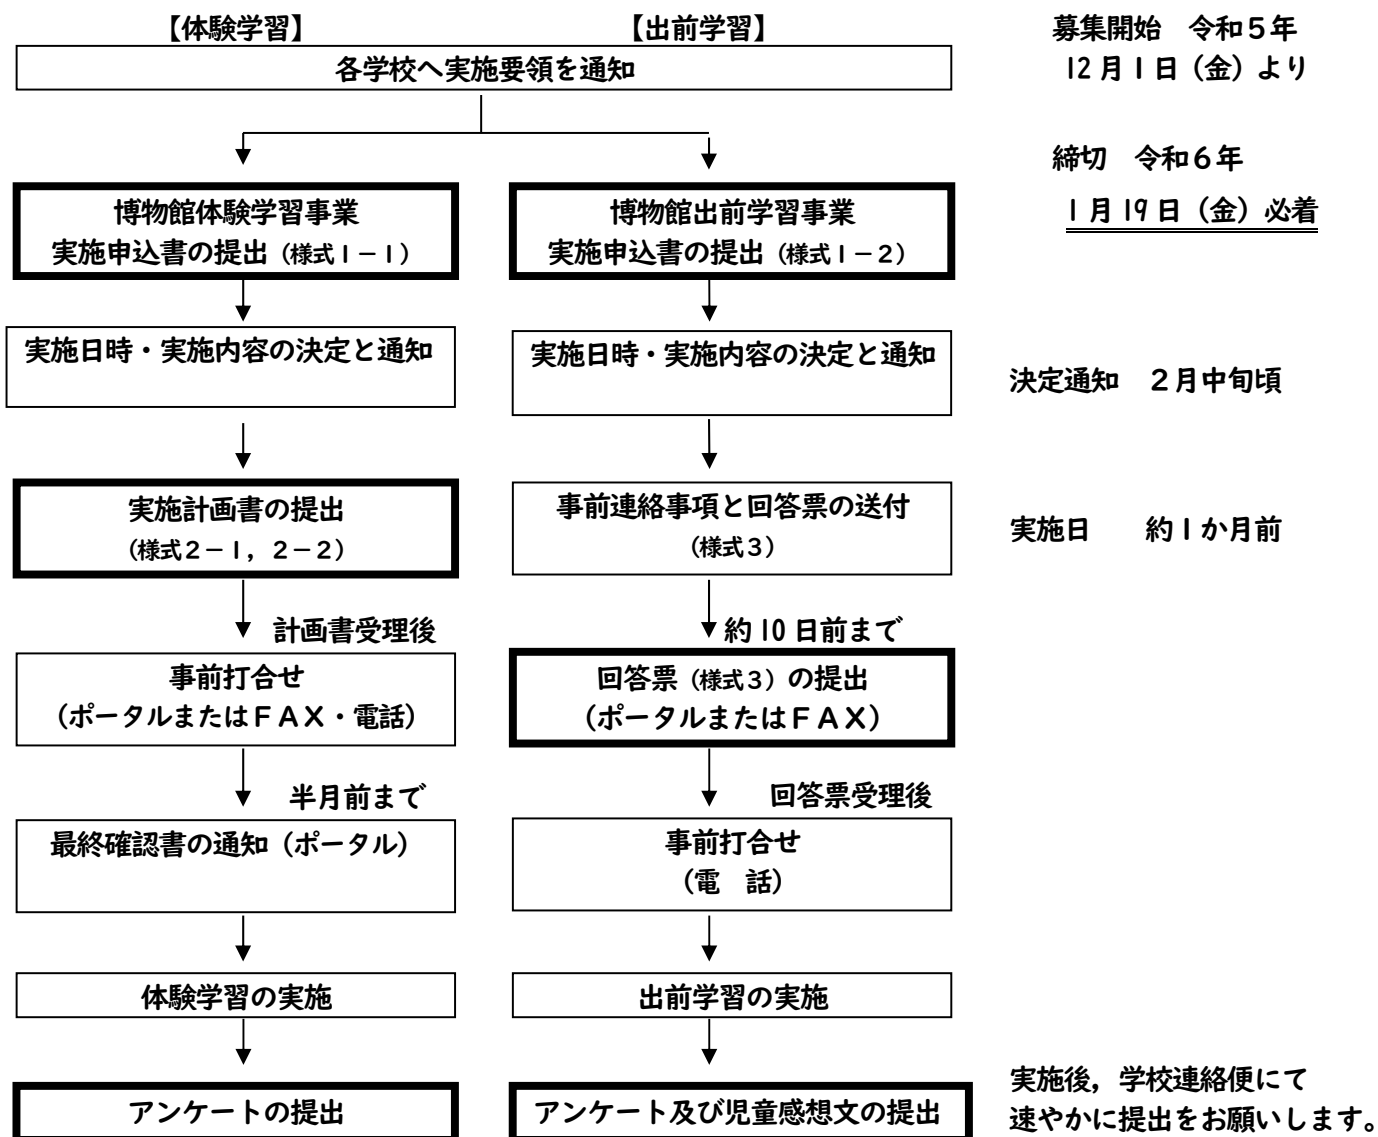 【体験学習】 【出前学習】 募集開始 令和5年
各学校へ実施要領を通知 12月1日（金）より
締切 令和6年
1月19日（金）必着
博物館体験学習事業
実施申込書の提出（様式1－1）
博物館出前学習事業
実施申込書の提出（様式1－2）
実施日時・実施内容の決定と通知
実施日時・実施内容の決定と通知
決定通知 2月中旬頃
実施計画書の提出
（様式2－1，2－2）
事前連絡事項と回答票の送付
（様式3）
実施日 約1か月前
計画書受理後
約10日前まで
事前打合せ
（ポータルまたはFAX・電話）
回答票（様式3）の提出
（ポータルまたはFAX）
半月前まで
回答票受理後
最終確認書の通知（ポータル）
事前打合せ
（電 話）
体験学習の実施
出前学習の実施
アンケートの提出
アンケート及び児童感想文の提出
実施後，学校連絡便にて
速やかに提出をお願いします。